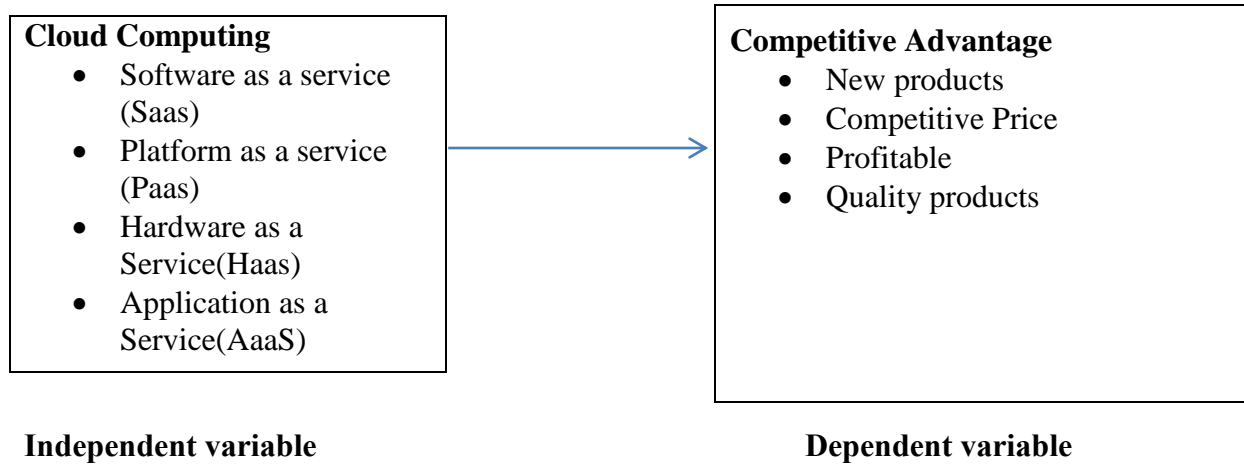 Cloud Computing
• Software as a service
(Saas)
• Platform as a service
(Paas)
• Hardware as a
Service(Haas)
• Application as a
Service(AaaS)
Competitive Advantage
• New products
• Competitive Price
• Profitable
• Quality products
Independent variable
Dependent variable